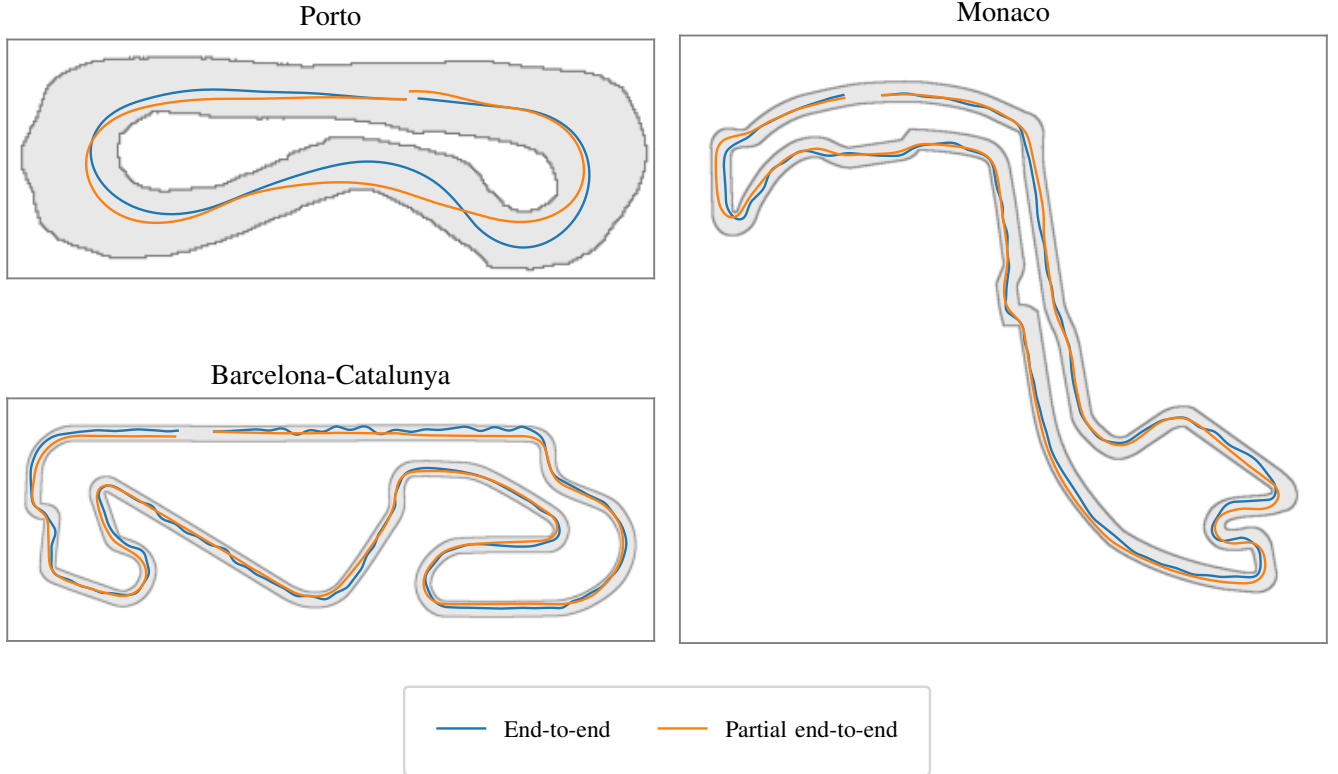 Porto
Monaco
Barcelona-Catalunya
End-to-end
Partial end-to-end